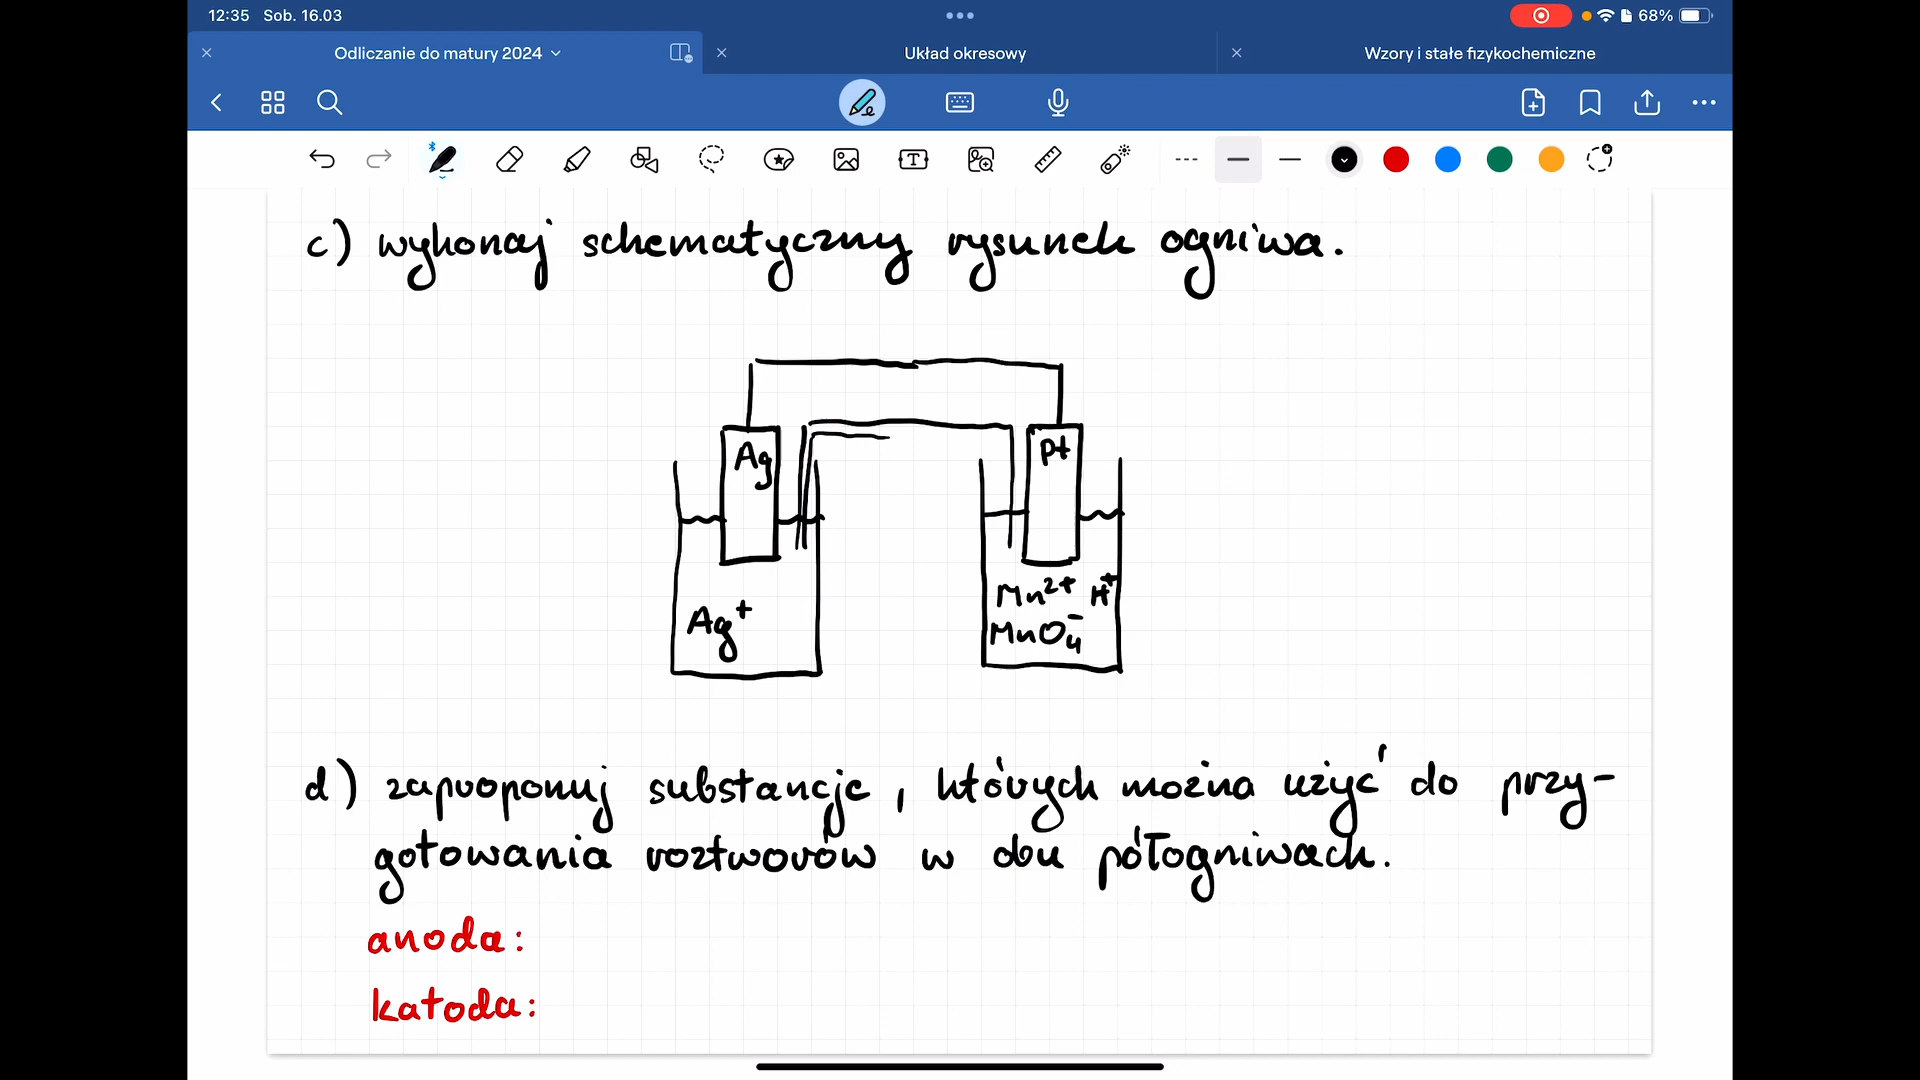 12:35 Sob. 16.03
68%
Odliczanie do matury 2024
Układ okresowy
Wzory i stałe fizykochemiczne
c) wykonaj schematyczny rysunek ogniwa.
Ag
Pt
Ag⁺
Mn²⁺ H⁺
MnO₄⁻
d) zaproponuj substancje, których można użyć do przy-
gotowania roztworów w obu półogniwach.
anoda:
katoda: